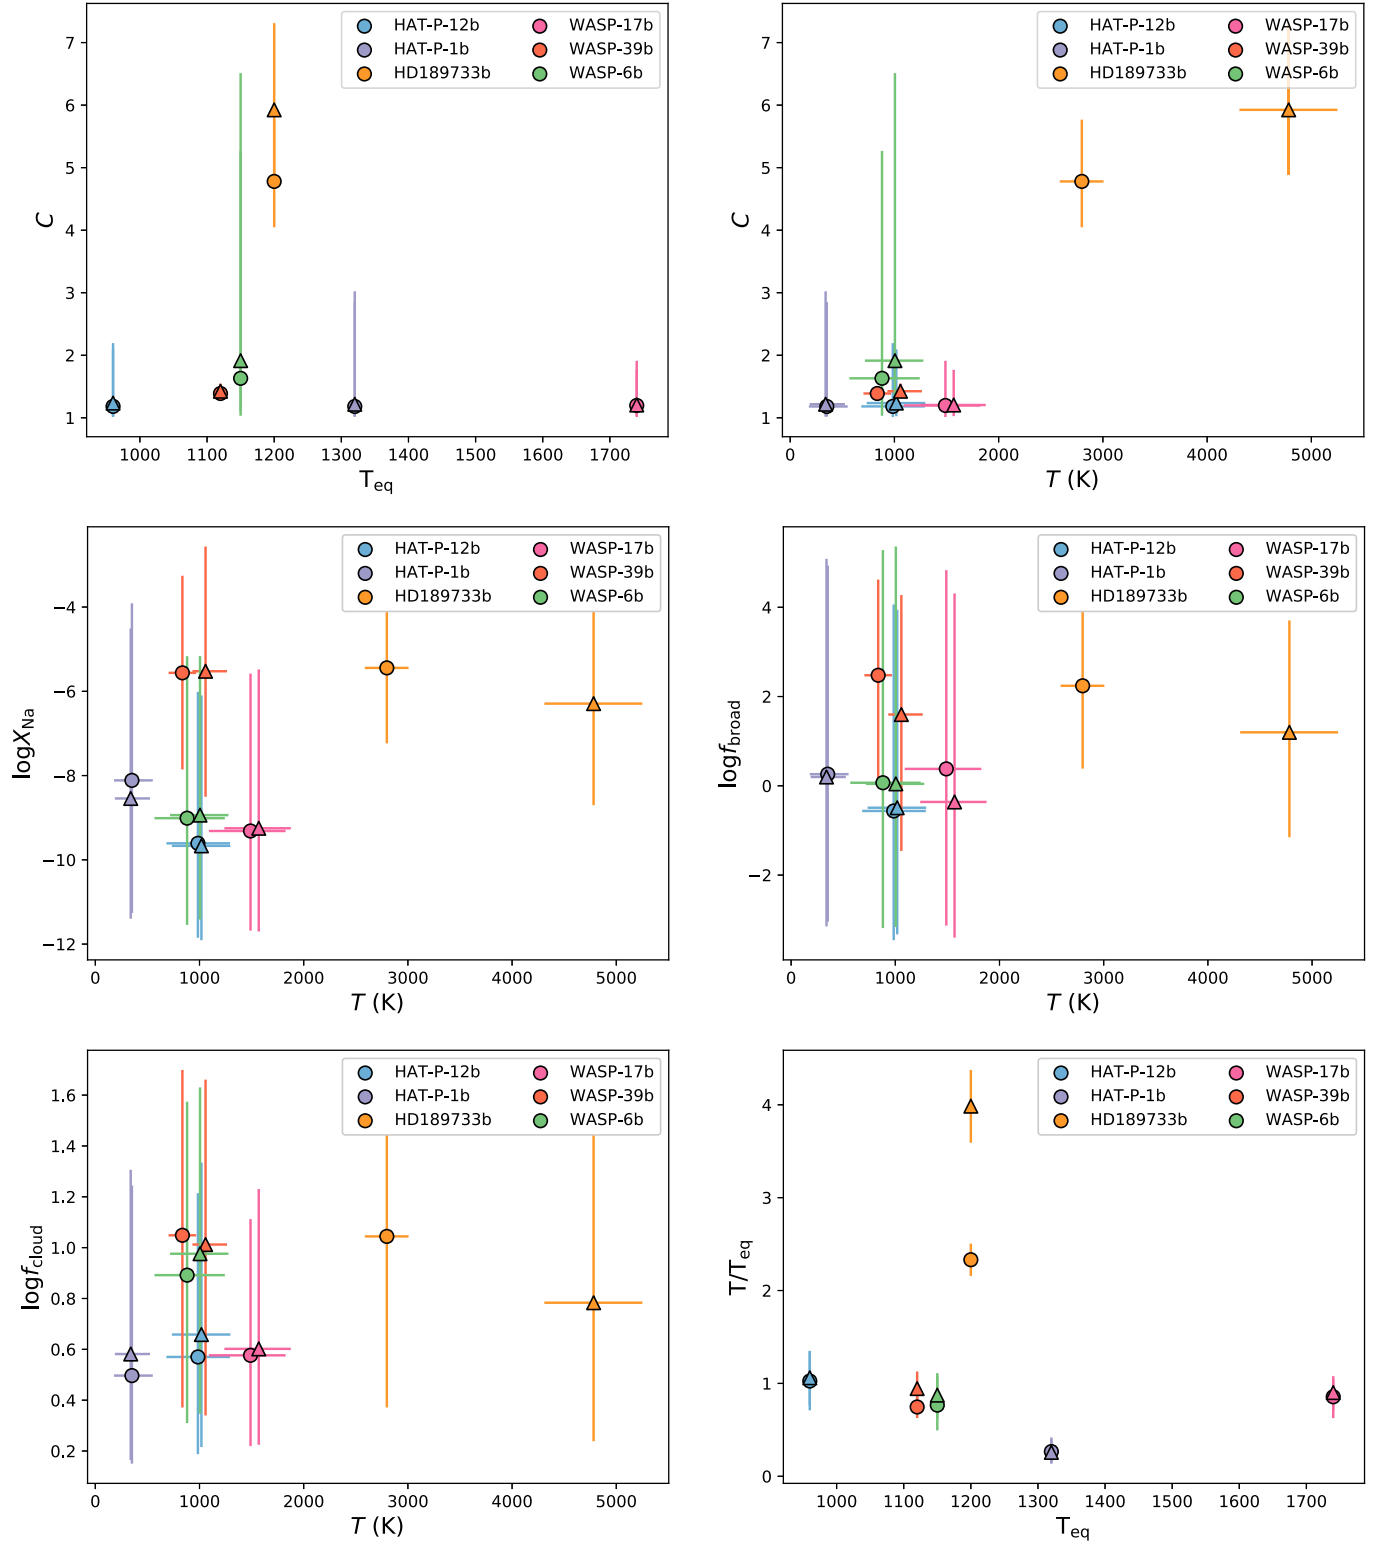 HAT-P-12b WASP-17b
HAT-P-1b WASP-39b
HD189733b WASP-6b
7
6
5
4
3
2
1
C
1000 1100 1200 1300 1400 1500 1600 1700
T_eq
HAT-P-12b WASP-17b
HAT-P-1b WASP-39b
HD189733b WASP-6b
7
6
5
4
3
2
1
C
0 1000 2000 3000 4000 5000
T (K)
HAT-P-12b WASP-17b
HAT-P-1b WASP-39b
HD189733b WASP-6b
−4
−6
−8
−10
−12
logX_Na
0 1000 2000 3000 4000 5000
T (K)
HAT-P-12b WASP-17b
HAT-P-1b WASP-39b
HD189733b WASP-6b
4
2
0
−2
logf_broad
0 1000 2000 3000 4000 5000
T (K)
HAT-P-12b WASP-17b
HAT-P-1b WASP-39b
HD189733b WASP-6b
1.6
1.4
1.2
1.0
0.8
0.6
0.4
0.2
logf_cloud
0 1000 2000 3000 4000 5000
T (K)
HAT-P-12b WASP-17b
HAT-P-1b WASP-39b
HD189733b WASP-6b
4
3
2
1
0
T/T_eq
1000 1100 1200 1300 1400 1500 1600 1700
T_eq